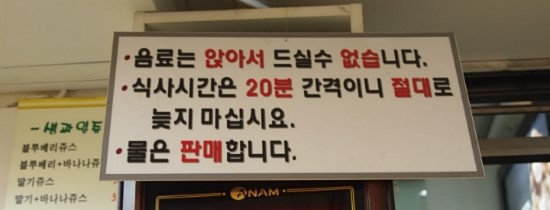 ·음료는 앉아서 드실수 없습니다.
·식사시간은 20분 간격이니 절대로
늦지 마십시요.
·물은 판매합니다.
블루베리쥬스
블루베리+바나나쥬스
딸기쥬스
딸기+바나나쥬스
NAM